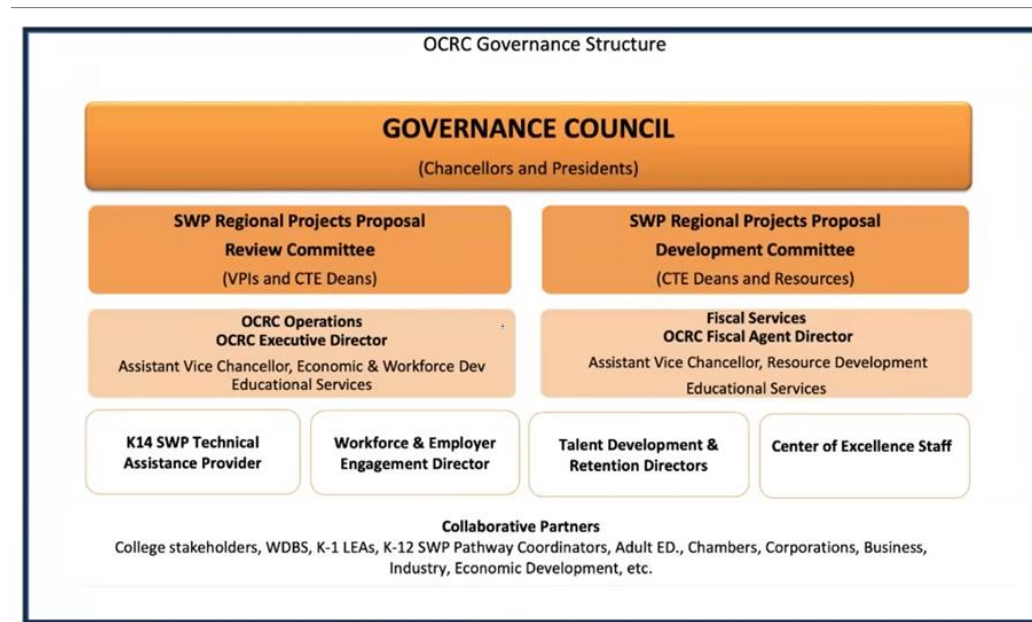 OCRC Governance Structure
GOVERNANCE COUNCIL
(Chancellors and Presidents)
SWP Regional Projects Proposal
Review Committee
(VPIs and CTE Deans)
SWP Regional Projects Proposal
Development Committee
(CTE Deans and Resources)
OCRC Operations
OCRC Executive Director
Assistant Vice Chancellor, Economic & Workforce Dev
Educational Services
Fiscal Services
OCRC Fiscal Agent Director
Assistant Vice Chancellor, Resource Development
Educational Services
K14 SWP Technical
Assistance Provider
Workforce & Employer
Engagement Director
Talent Development &
Retention Directors
Center of Excellence Staff
Collaborative Partners
College stakeholders, WDBS, K-1 LEAs, K-12 SWP Pathway Coordinators, Adult ED., Chambers, Corporations, Business,
Industry, Economic Development, etc.